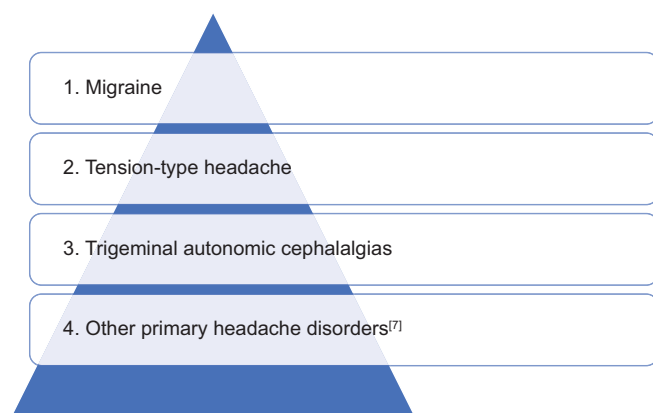 1. Migraine
2. Tension-type headache
3. Trigeminal autonomic cephalalgias
4. Other primary headache disorders[7]